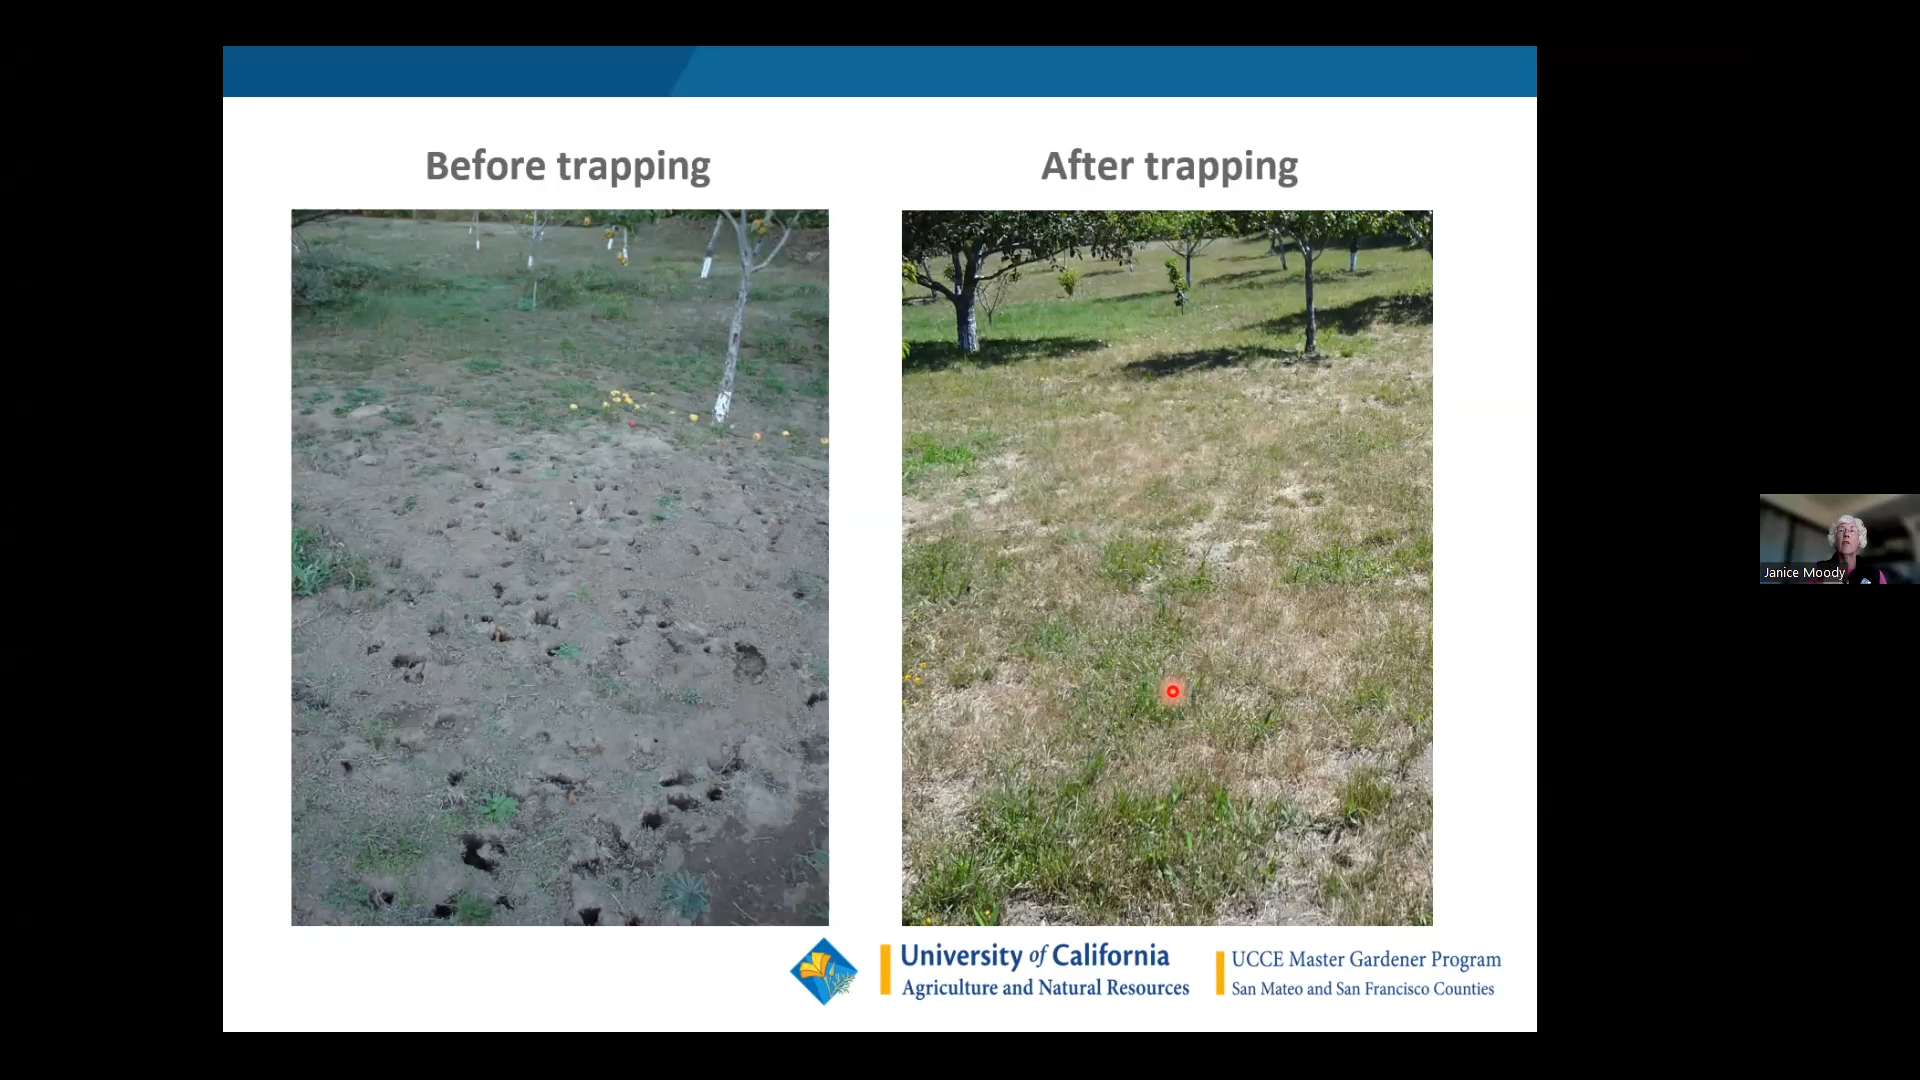 Before trapping
After trapping
University of California
Agriculture and Natural Resources
UCCE Master Gardener Program
San Mateo and San Francisco Counties
Janice Moody